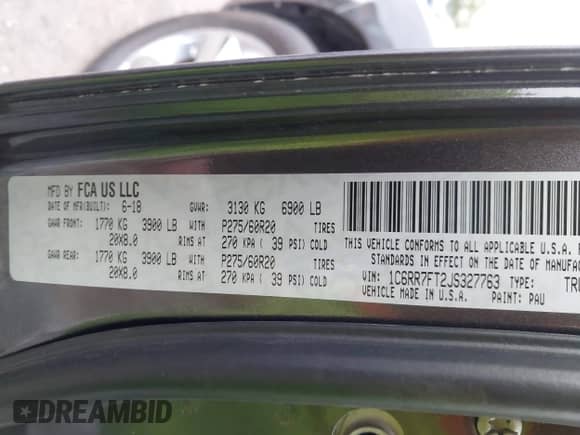 MFD BY FCA US LLC
DATE OF MFR(BUILT): 6-18 GVWR: 3130 KG 6900 LB
GAWR FRONT: 1770 KG 3900 LB WITH P275/60R20 TIRES
20X8.0 RIMS AT 270 KPA ( 39 PSI) COLD
GAWR REAR: 1770 KG 3900 LB WITH P275/60R20 TIRES
20X8.0 RIMS AT 270 KPA ( 39 PSI) COLD
THIS VEHICLE CONFORMS TO ALL APPLICABLE U.S.A.
STANDARDS IN EFFECT ON THE DATE OF
VIN: 1C6RR7FT2JS327763 TYPE:
MADE IN U.S.A. PAINT: PAU
DREAMBID